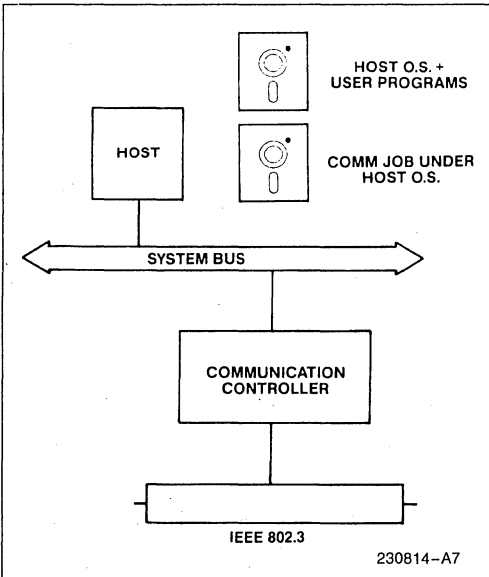 HOST O.S. +
USER PROGRAMS
HOST
COMM JOB UNDER
HOST O.S.
SYSTEM BUS
COMMUNICATION
CONTROLLER
IEEE 802.3
230814-A7